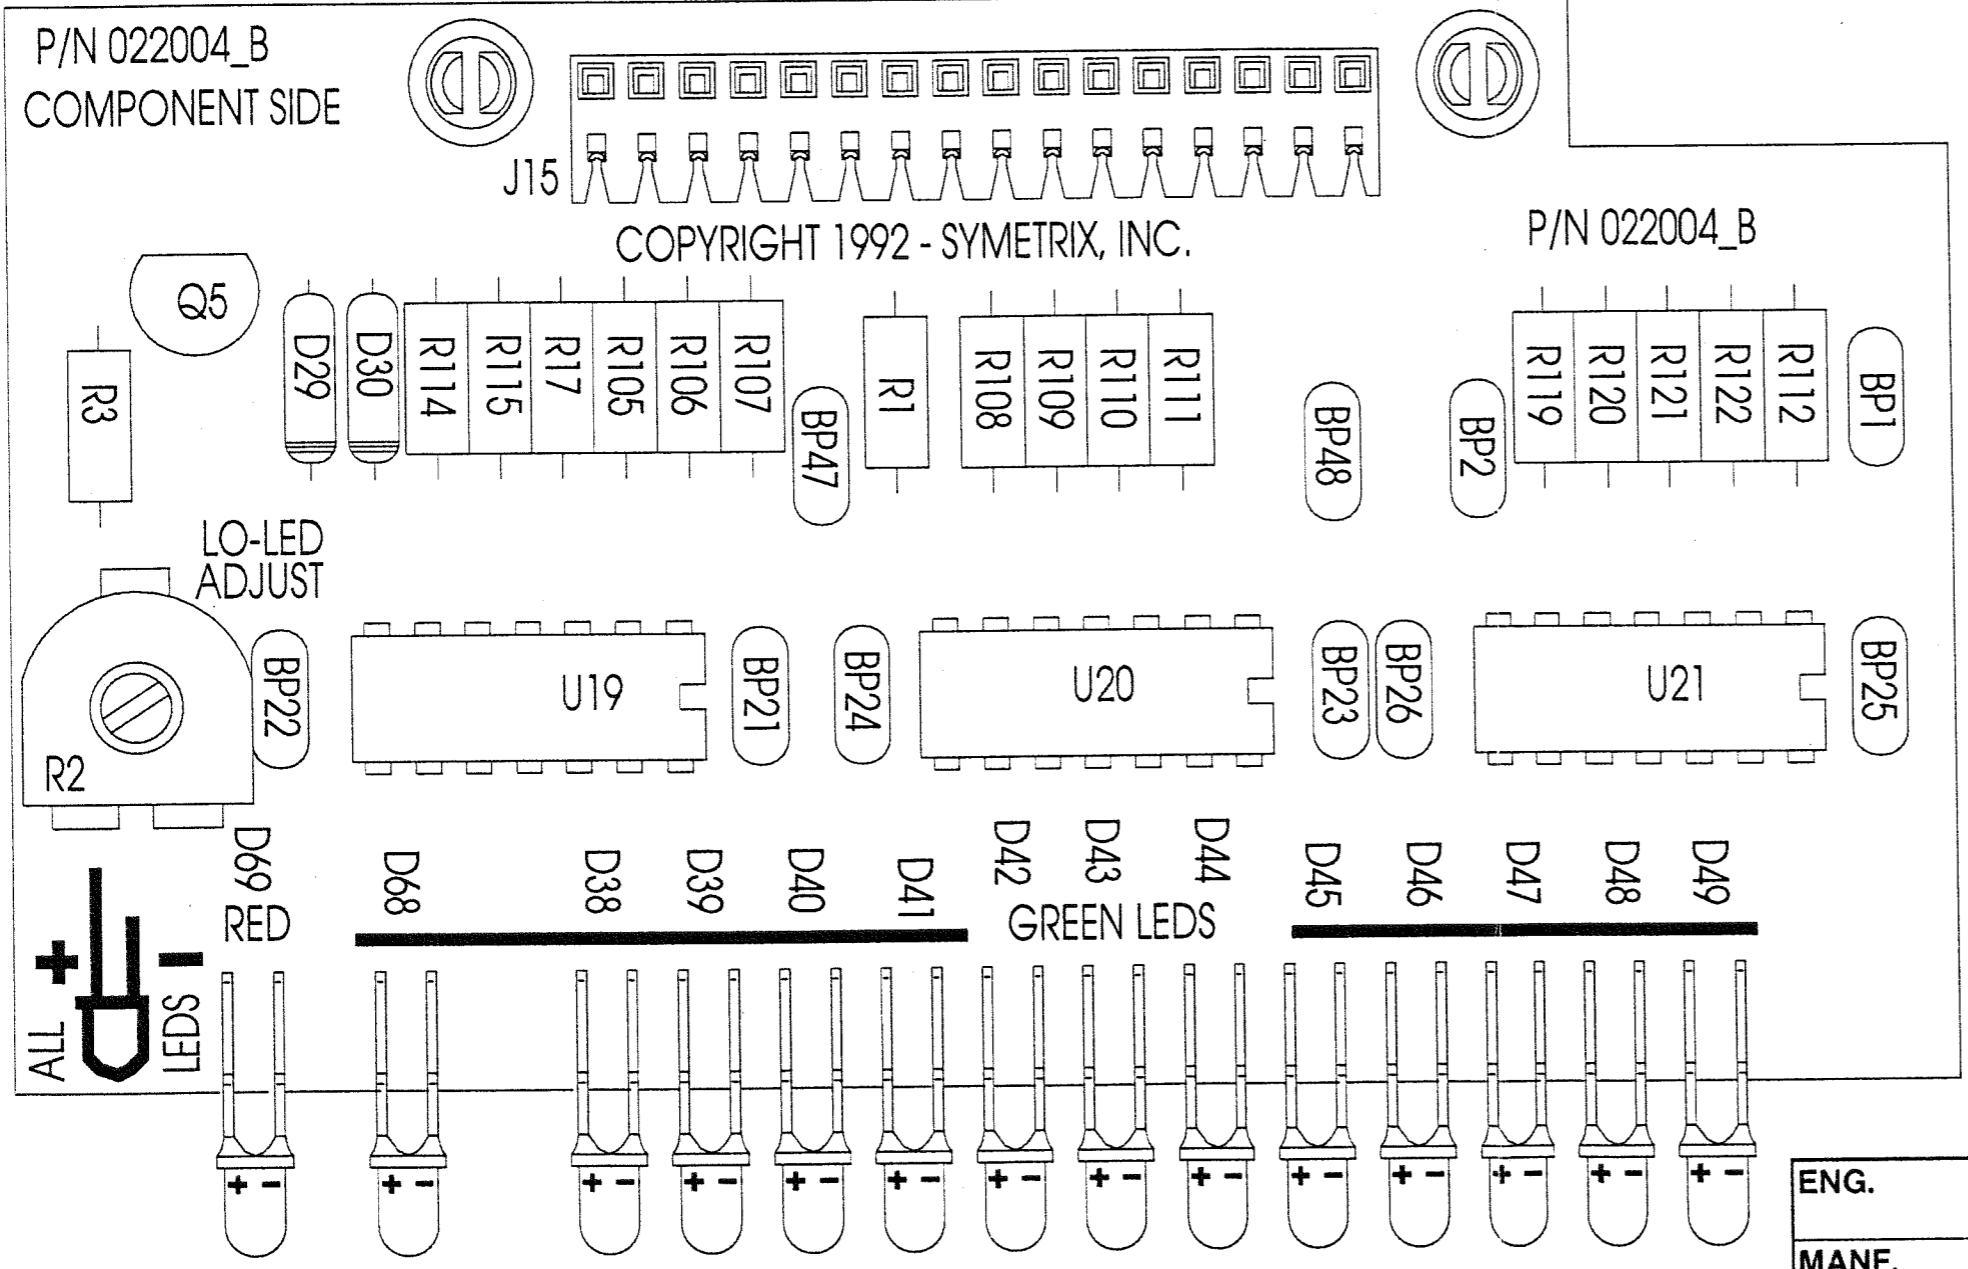 P/N 022004_B
COMPONENT SIDE
J15
COPYRIGHT 1992 - SYMETRIX, INC.
P/N 022004_B
Q5
R3
D29
D30
R114
R115
R17
R105
R106
R107
BP47
R1
R108
R109
R110
R111
BP48
BP2
R119
R120
R121
R122
R112
BP1
LO-LED
ADJUST
R2
BP22
U19
BP21
BP24
U20
BP23
BP26
U21
BP25
D69
D68
D38
D39
D40
D41
D42
D43
D44
D45
D46
D47
D48
D49
RED
GREEN LEDS
+ -
ALL
LEDS
+ -
+ -
+ -
+ -
+ -
+ -
+ -
+ -
+ -
+ -
+ -
+ -
+ -
+ -
ENG.
MANF.